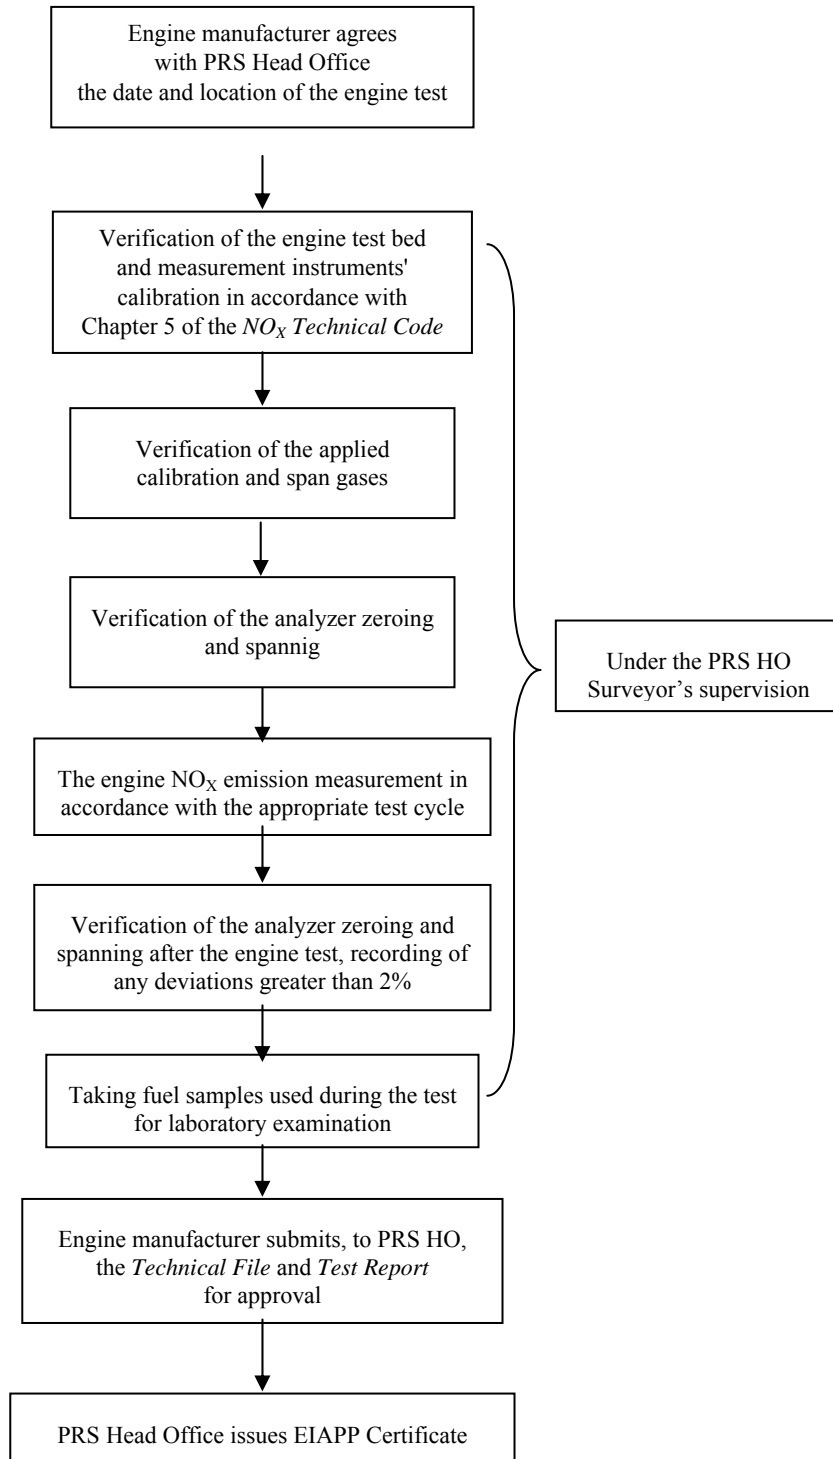 Engine manufacturer agrees
with PRS Head Office
the date and location of the engine test
Verification of the engine test bed
and measurement instruments'
calibration in accordance with
Chapter 5 of the NOX Technical Code
Verification of the applied
calibration and span gases
Verification of the analyzer zeroing
and spannig
Under the PRS HO
Surveyor’s supervision
The engine NOX emission measurement in
accordance with the appropriate test cycle
Verification of the analyzer zeroing and
spanning after the engine test, recording of
any deviations greater than 2%
Taking fuel samples used during the test
for laboratory examination
Engine manufacturer submits, to PRS HO,
the Technical File and Test Report
for approval
PRS Head Office issues EIAPP Certificate